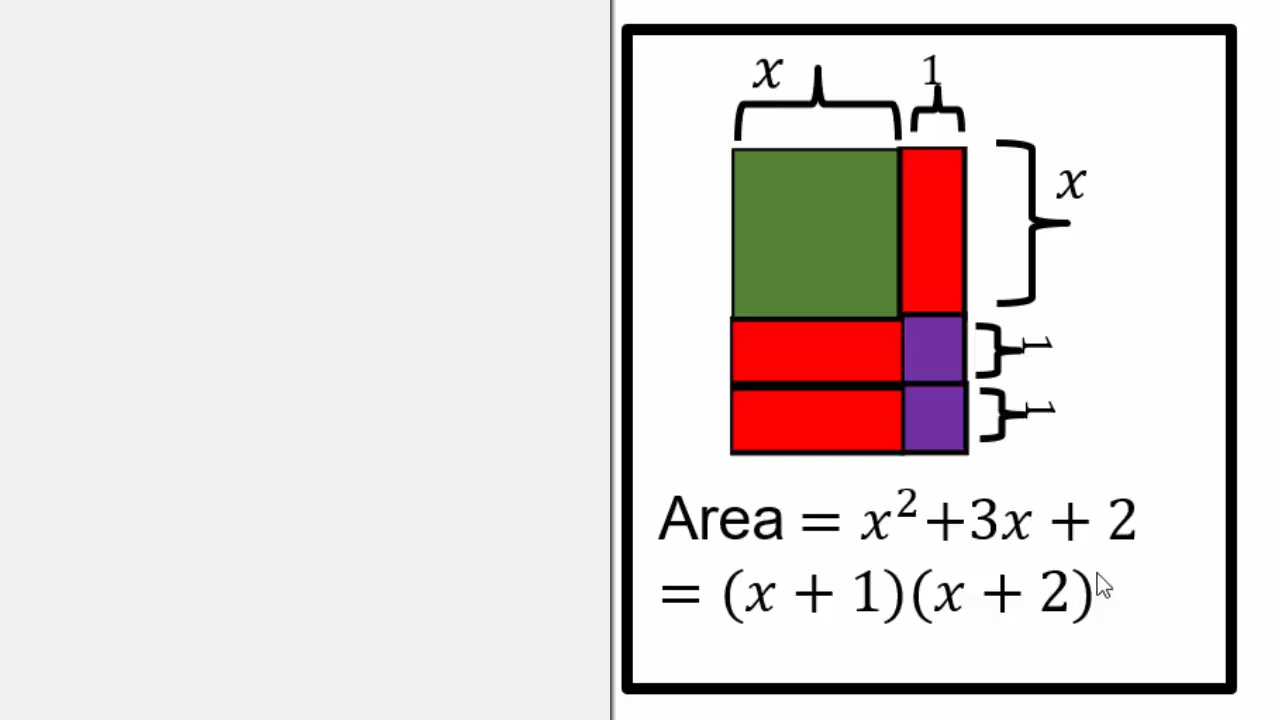 x 1
x
1
1
Area = x²+3x + 2
= (x + 1)(x + 2)